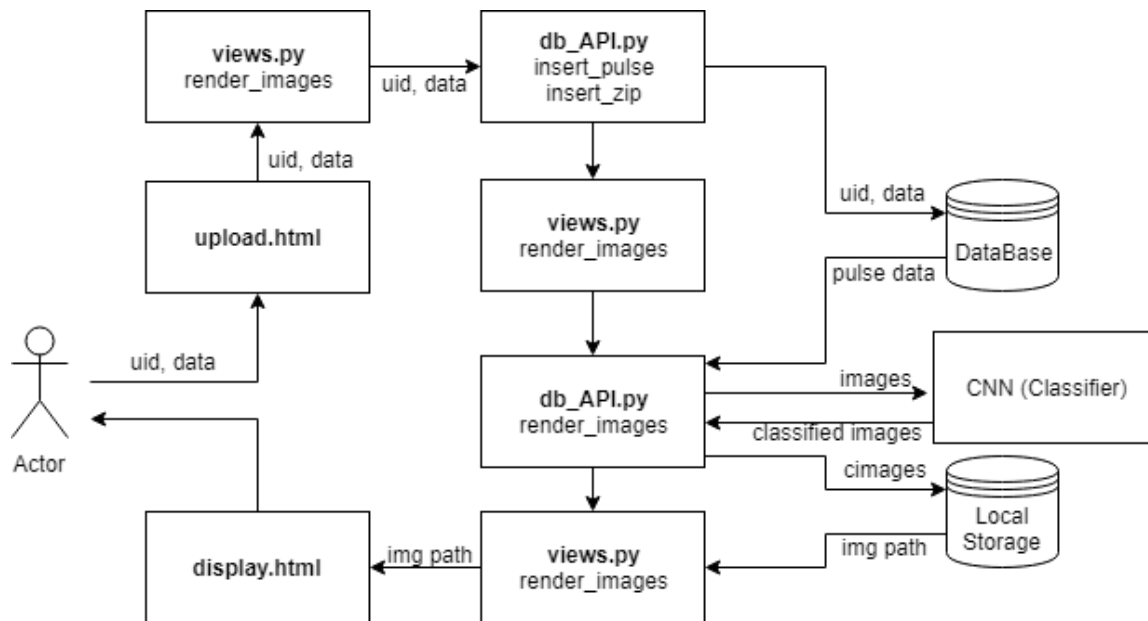 views.py
render_images
uid, data
db_API.py
insert_pulse
insert_zip
uid, data
upload.html
views.py
render_images
uid, data
DataBase
pulse data
uid, data
Actor
db_API.py
render_images
images
CNN (Classifier)
classified images
cimages
Local
Storage
img path
views.py
render_images
img path
display.html